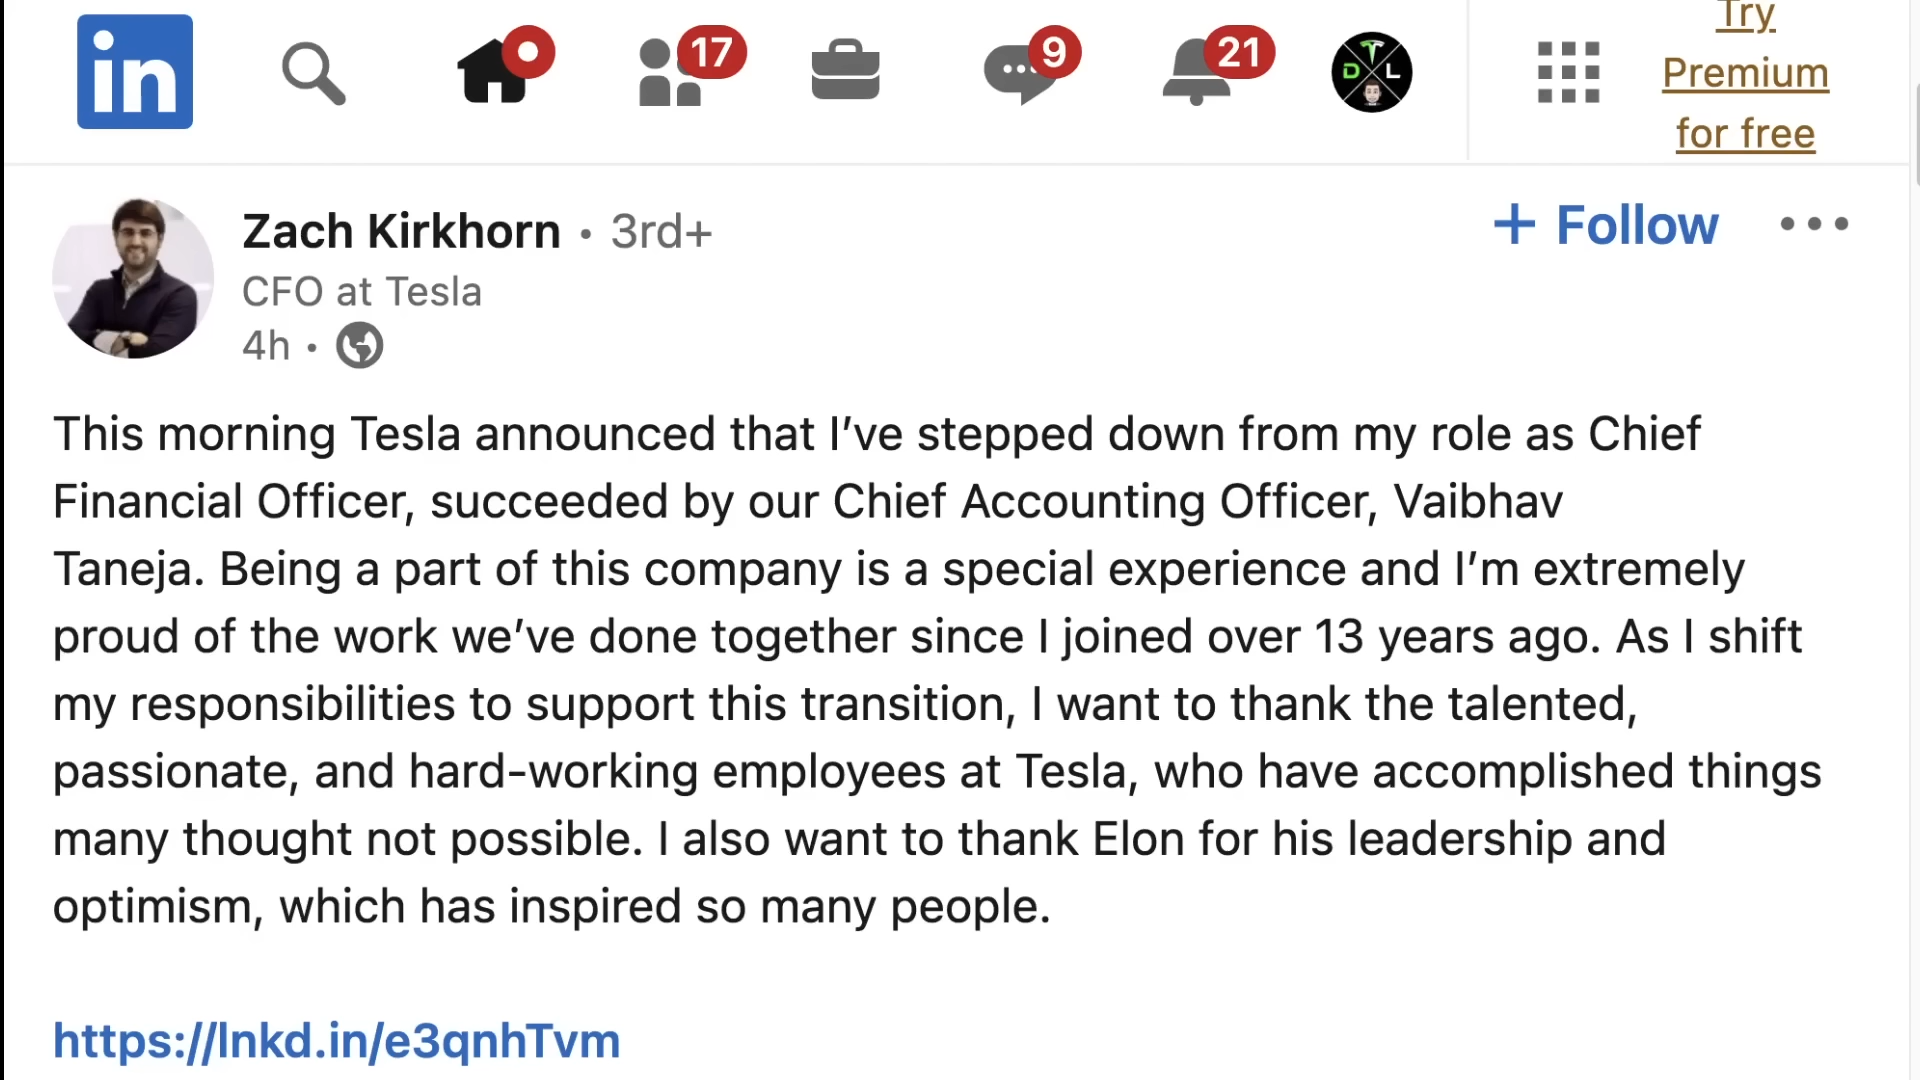 in
17
9
21
D T L
Try
Premium
for free
Zach Kirkhorn • 3rd+
CFO at Tesla
4h •
+ Follow
This morning Tesla announced that I’ve stepped down from my role as Chief
Financial Officer, succeeded by our Chief Accounting Officer, Vaibhav
Taneja. Being a part of this company is a special experience and I’m extremely
proud of the work we’ve done together since I joined over 13 years ago. As I shift
my responsibilities to support this transition, I want to thank the talented,
passionate, and hard-working employees at Tesla, who have accomplished things
many thought not possible. I also want to thank Elon for his leadership and
optimism, which has inspired so many people.
https://lnkd.in/e3qnhTvm